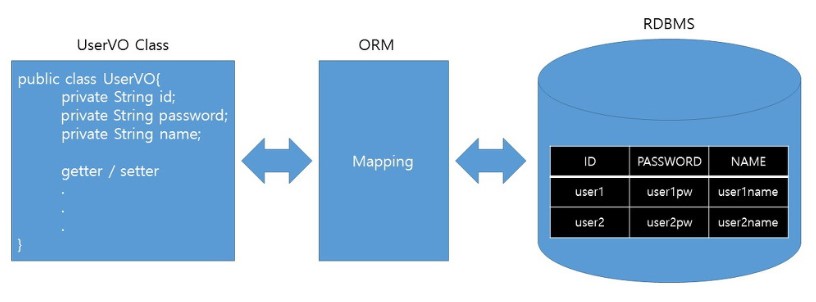 UserVO Class
public class UserVO{
private String id;
private String password;
private String name;
getter / setter
.
.
.
}
ORM
Mapping
RDBMS
ID PASSWORD NAME
user1 user1pw user1name
user2 user2pw user2name